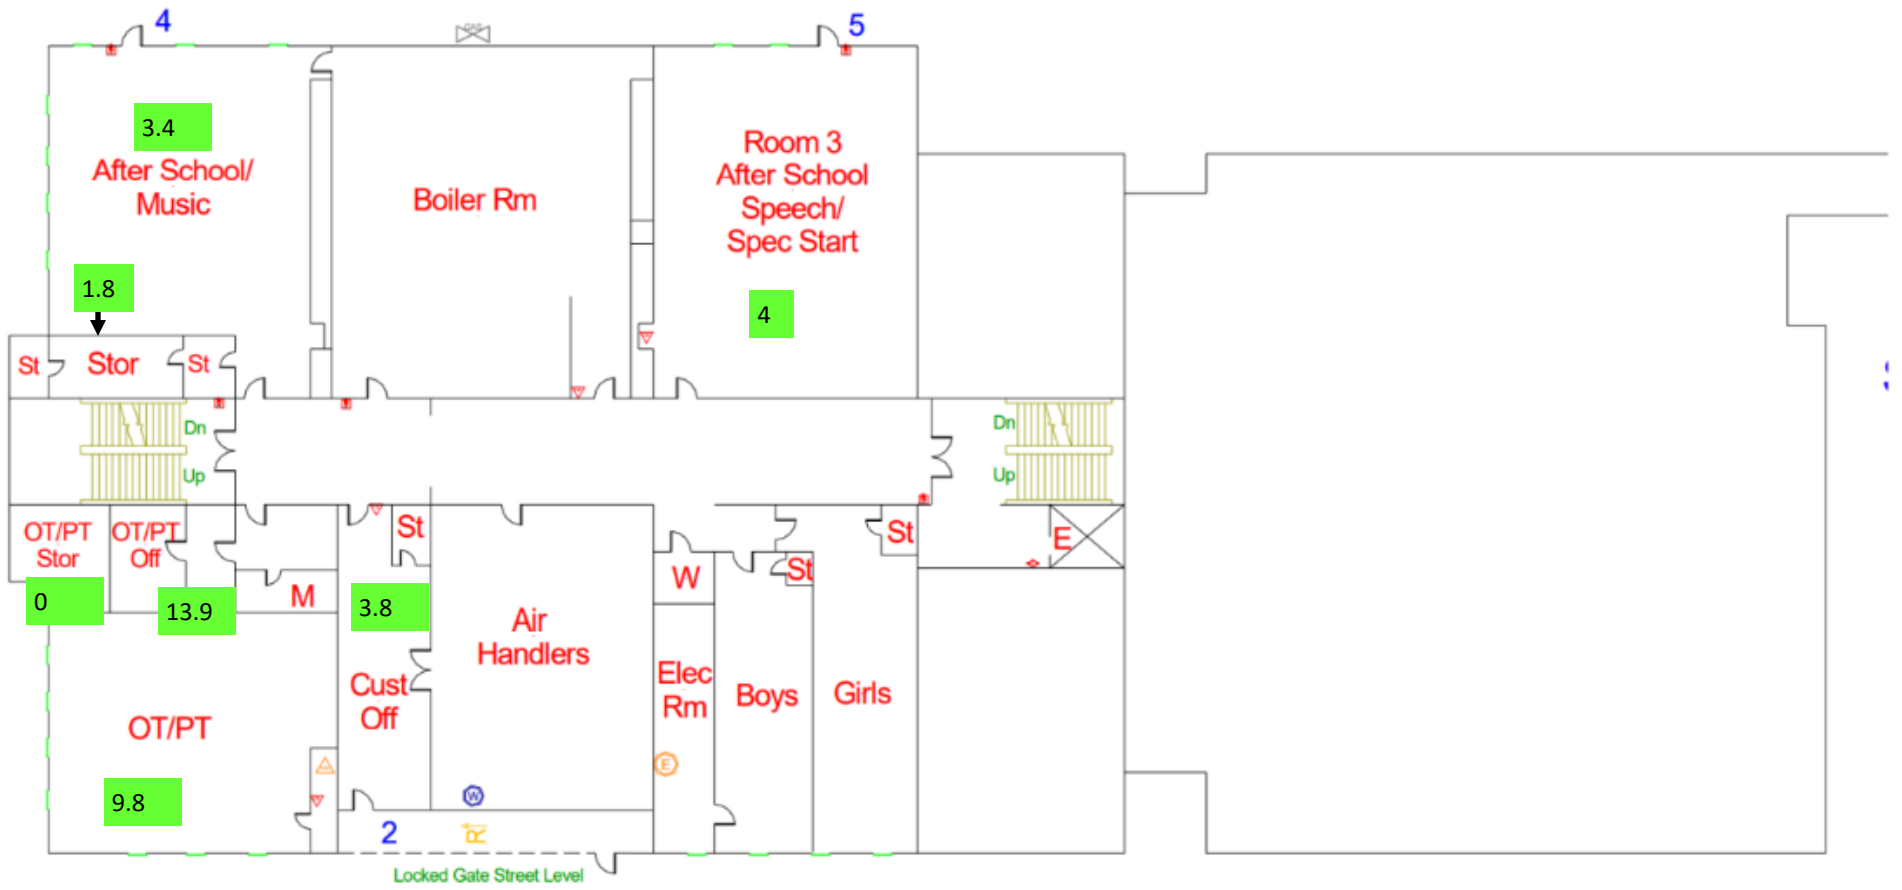 4
GAS
5
3.4
After School/
Music
Boiler Rm
Room 3
After School
Speech/
Spec Start
1.8
4
St
Stor
St
Dn
Up
Dn
Up
OT/PT
Stor
OT/PT
Off
St
St
E
0
13.9
M
3.8
W
St
Air
Handlers
Cust
Off
Elec
Rm
Boys
Girls
OT/PT
E
9.8
W
2
R
Locked Gate Street Level